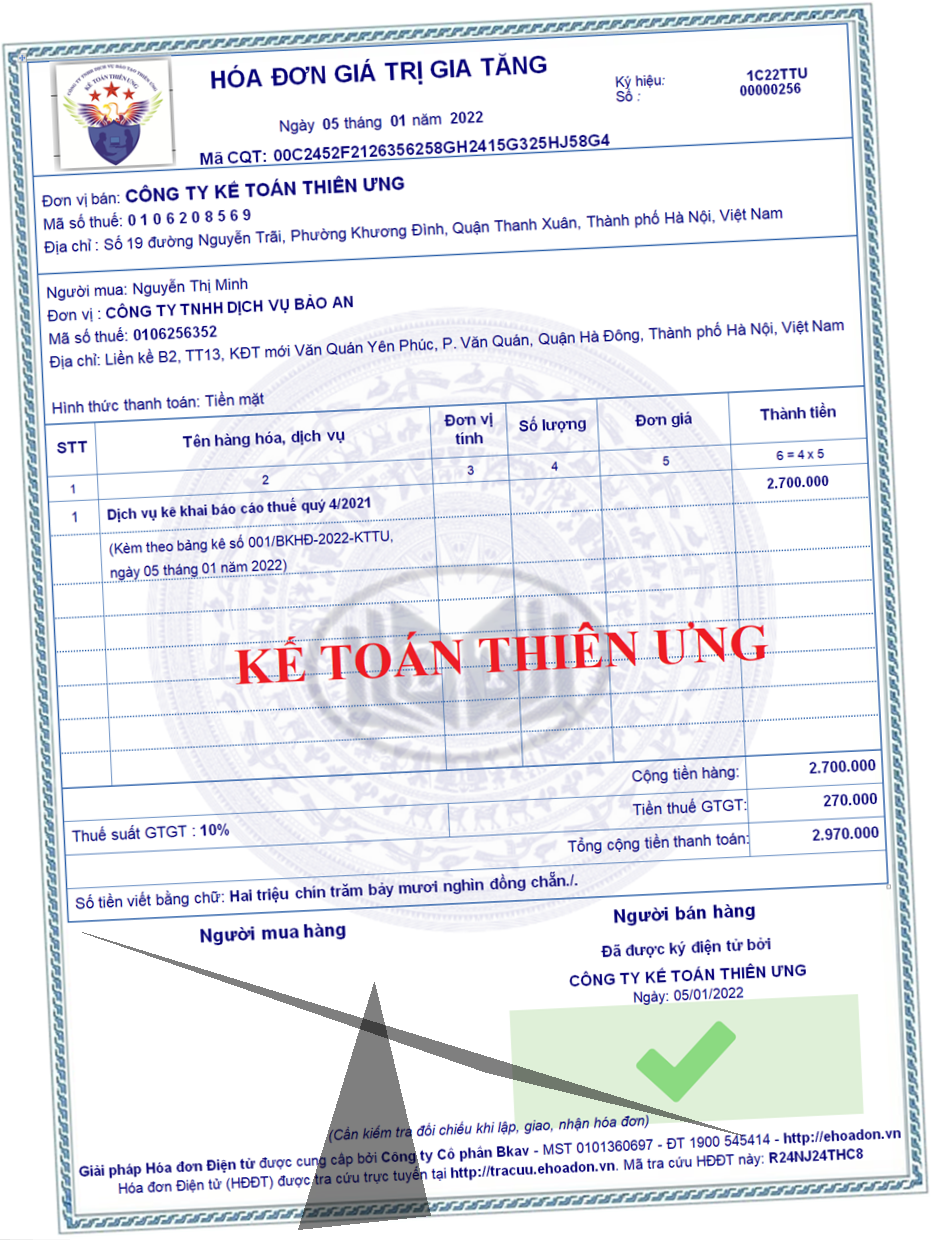 CÔNG TY TNHH DỊCH VỤ ĐÀO TẠO THIÊN ƯNG
KẾ TOÁN THIÊN ƯNG
HÓA ĐƠN GIÁ TRỊ GIA TĂNG
Ký hiệu: 1C22TTU
Số : 00000256
Ngày 05 tháng 01 năm 2022
Mã CQT: 00C2452F2126356258GH2415G325HJ58G4
Đơn vị bán: CÔNG TY KẾ TOÁN THIÊN ƯNG
Mã số thuế: 0 1 0 6 2 0 8 5 6 9
Địa chỉ : Số 19 đường Nguyễn Trãi, Phường Khương Đình, Quận Thanh Xuân, Thành phố Hà Nội, Việt Nam
Người mua: Nguyễn Thị Minh
Đơn vị : CÔNG TY TNHH DỊCH VỤ BẢO AN
Mã số thuế: 0106256352
Địa chỉ: Liền kề B2, TT13, KĐT mới Văn Quán Yên Phúc, P. Văn Quán, Quận Hà Đông, Thành phố Hà Nội, Việt Nam
Hình thức thanh toán: Tiền mặt
STT Tên hàng hóa, dịch vụ Đơn vị tính Số lượng Đơn giá Thành tiền
1 2 3 4 5 6 = 4 x 5
1 Dịch vụ kê khai báo cáo thuế quý 4/2021 2.700.000
(Kèm theo bảng kê số 001/BKHĐ-2022-KTTU,
ngày 05 tháng 01 năm 2022)
KẾ TOÁN THIÊN ƯNG
Cộng tiền hàng: 2.700.000
Thuế suất GTGT : 10% Tiền thuế GTGT: 270.000
Tổng cộng tiền thanh toán: 2.970.000
Số tiền viết bằng chữ: Hai triệu chín trăm bảy mươi nghìn đồng chẵn./.
Người mua hàng Người bán hàng
Đã được ký điện tử bởi
CÔNG TY KẾ TOÁN THIÊN ƯNG
Ngày: 05/01/2022
(Cần kiểm tra đối chiếu khi lập, giao, nhận hóa đơn)
Giải pháp Hóa đơn Điện tử được cung cấp bởi Công ty Cổ phần Bkav - MST 0101360697 - ĐT 1900 545414 - http://ehoadon.vn
Hóa đơn Điện tử (HĐĐT) được tra cứu trực tuyến tại http://tracuu.ehoadon.vn. Mã tra cứu HĐĐT này: R24NJ24THC8